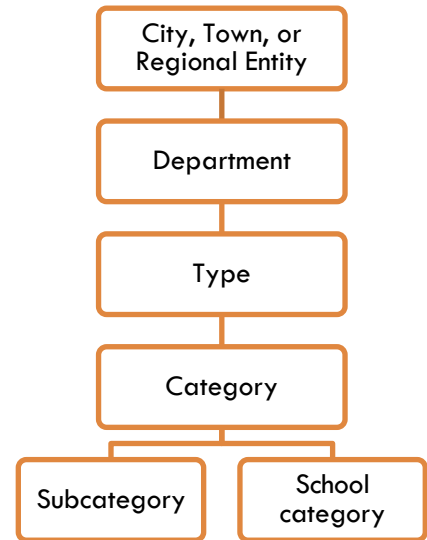 City, Town, or
Regional Entity
Department
Type
Category
Subcategory
School
category